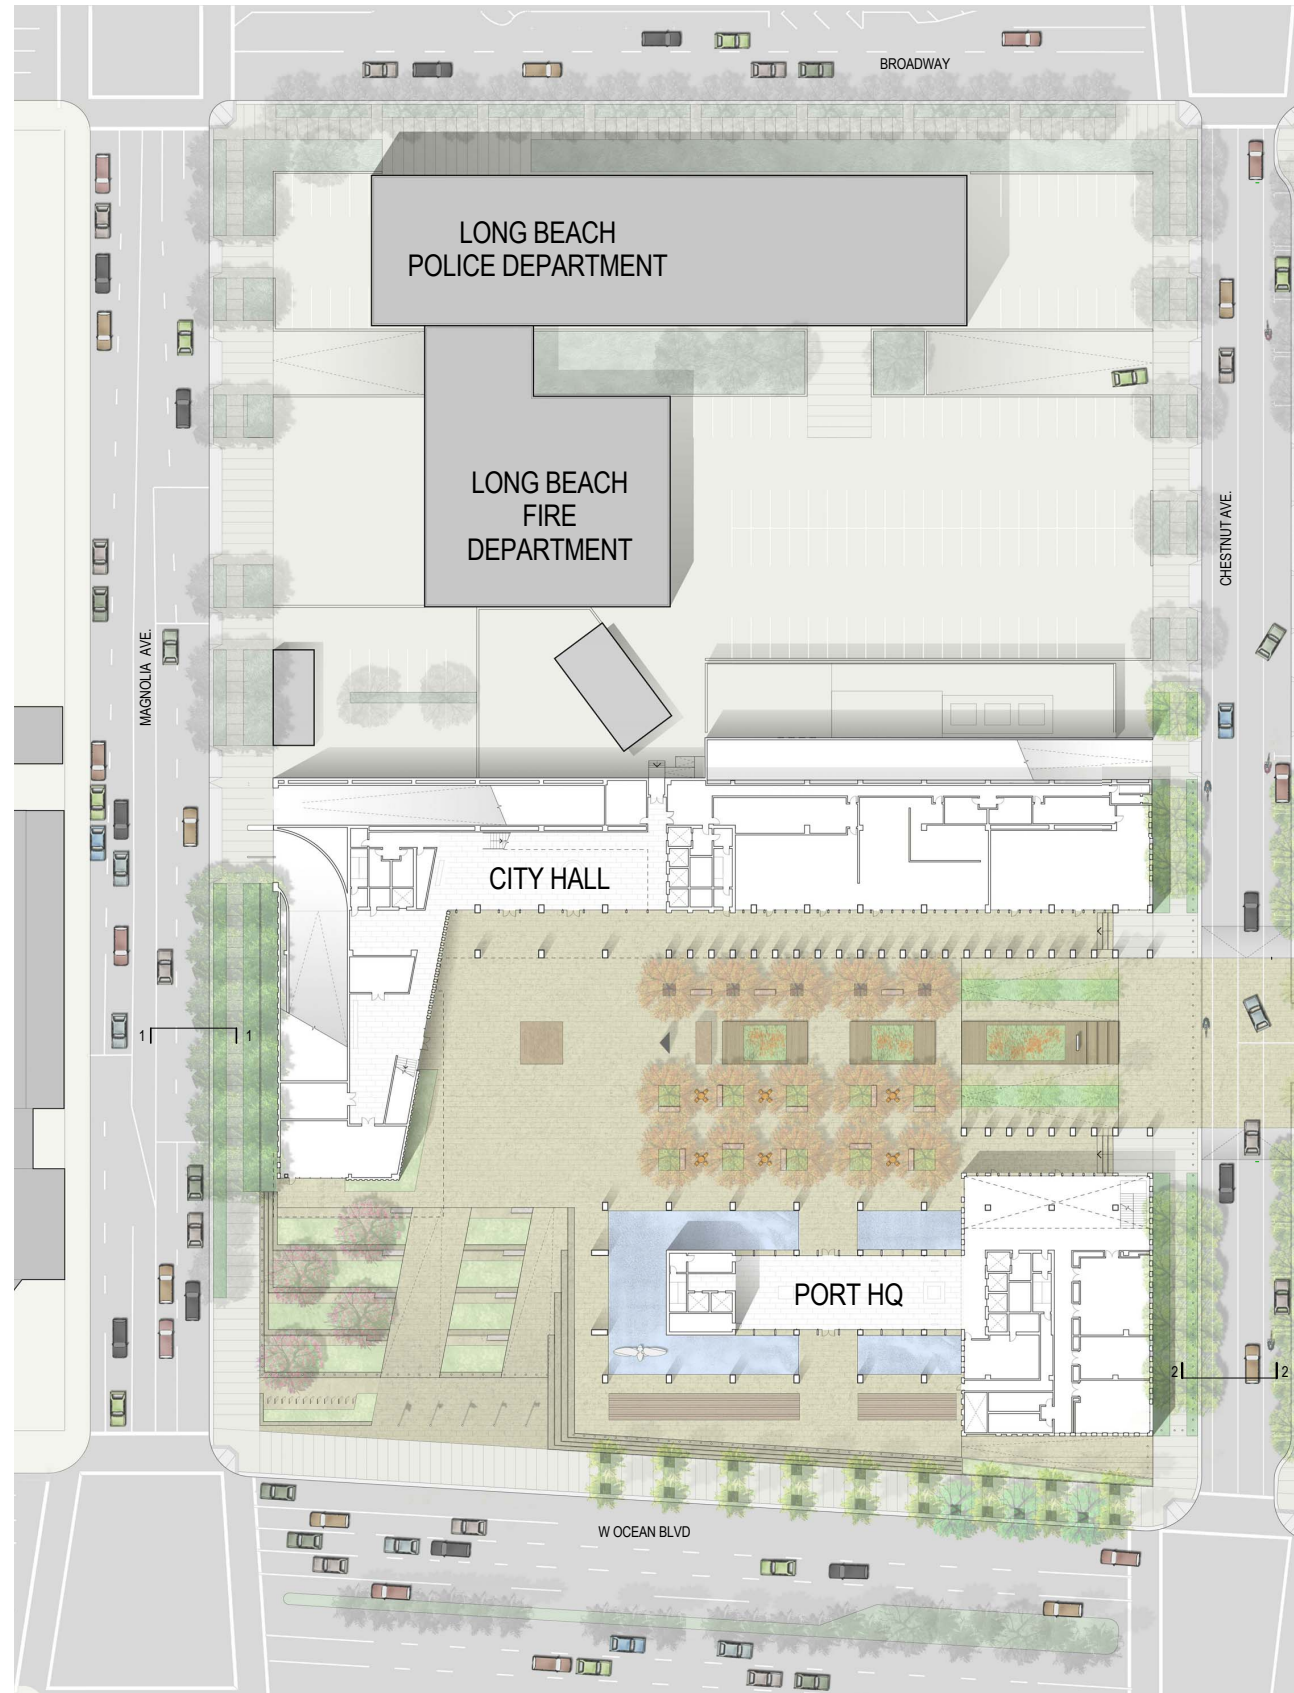 BROADWAY
LONG BEACH
POLICE DEPARTMENT
LONG BEACH
FIRE
DEPARTMENT
CHESTNUT AVE.
MAGNOLIA AVE.
CITY HALL
1
1
PORT HQ
2
2
W OCEAN BLVD